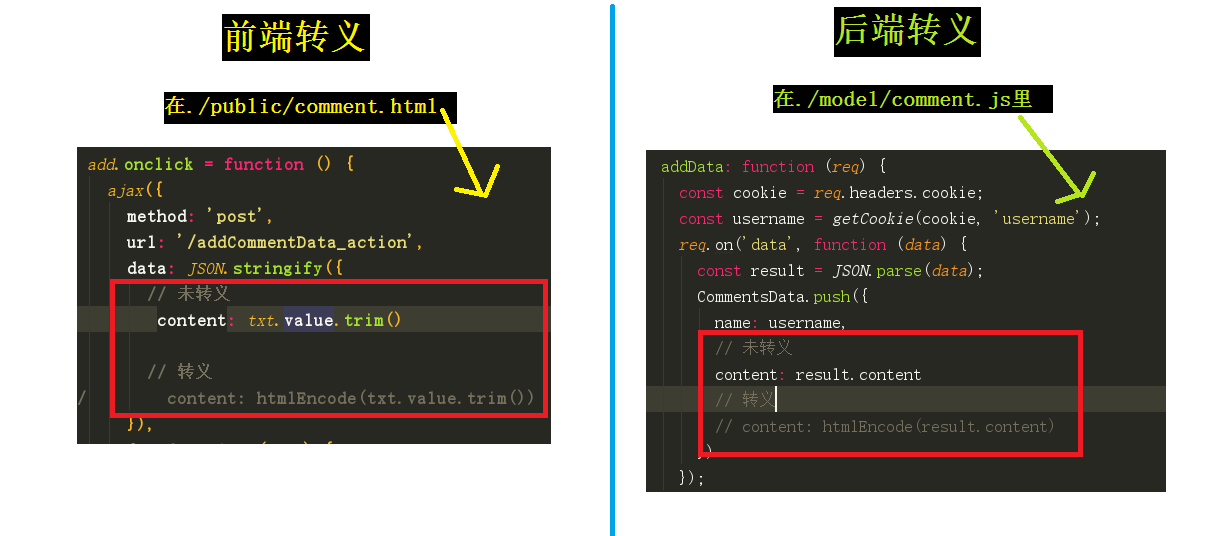 前端转义
在./public/comment.html
add.onclick = function () {
ajax({
method: 'post',
url: '/addCommentData_action',
data: JSON.stringify({
// 未转义
content: txt.value.trim()
// 转义
/ content: htmlEncode(txt.value.trim())
}),
后端转义
在./model/comment.js里
addData: function (req) {
const cookie = req.headers.cookie;
const username = getCookie(cookie, 'username');
req.on('data', function (data) {
const result = JSON.parse(data);
CommentsData.push({
name: username,
// 未转义
content: result.content
// 转义
// content: htmlEncode(result.content)
})
});